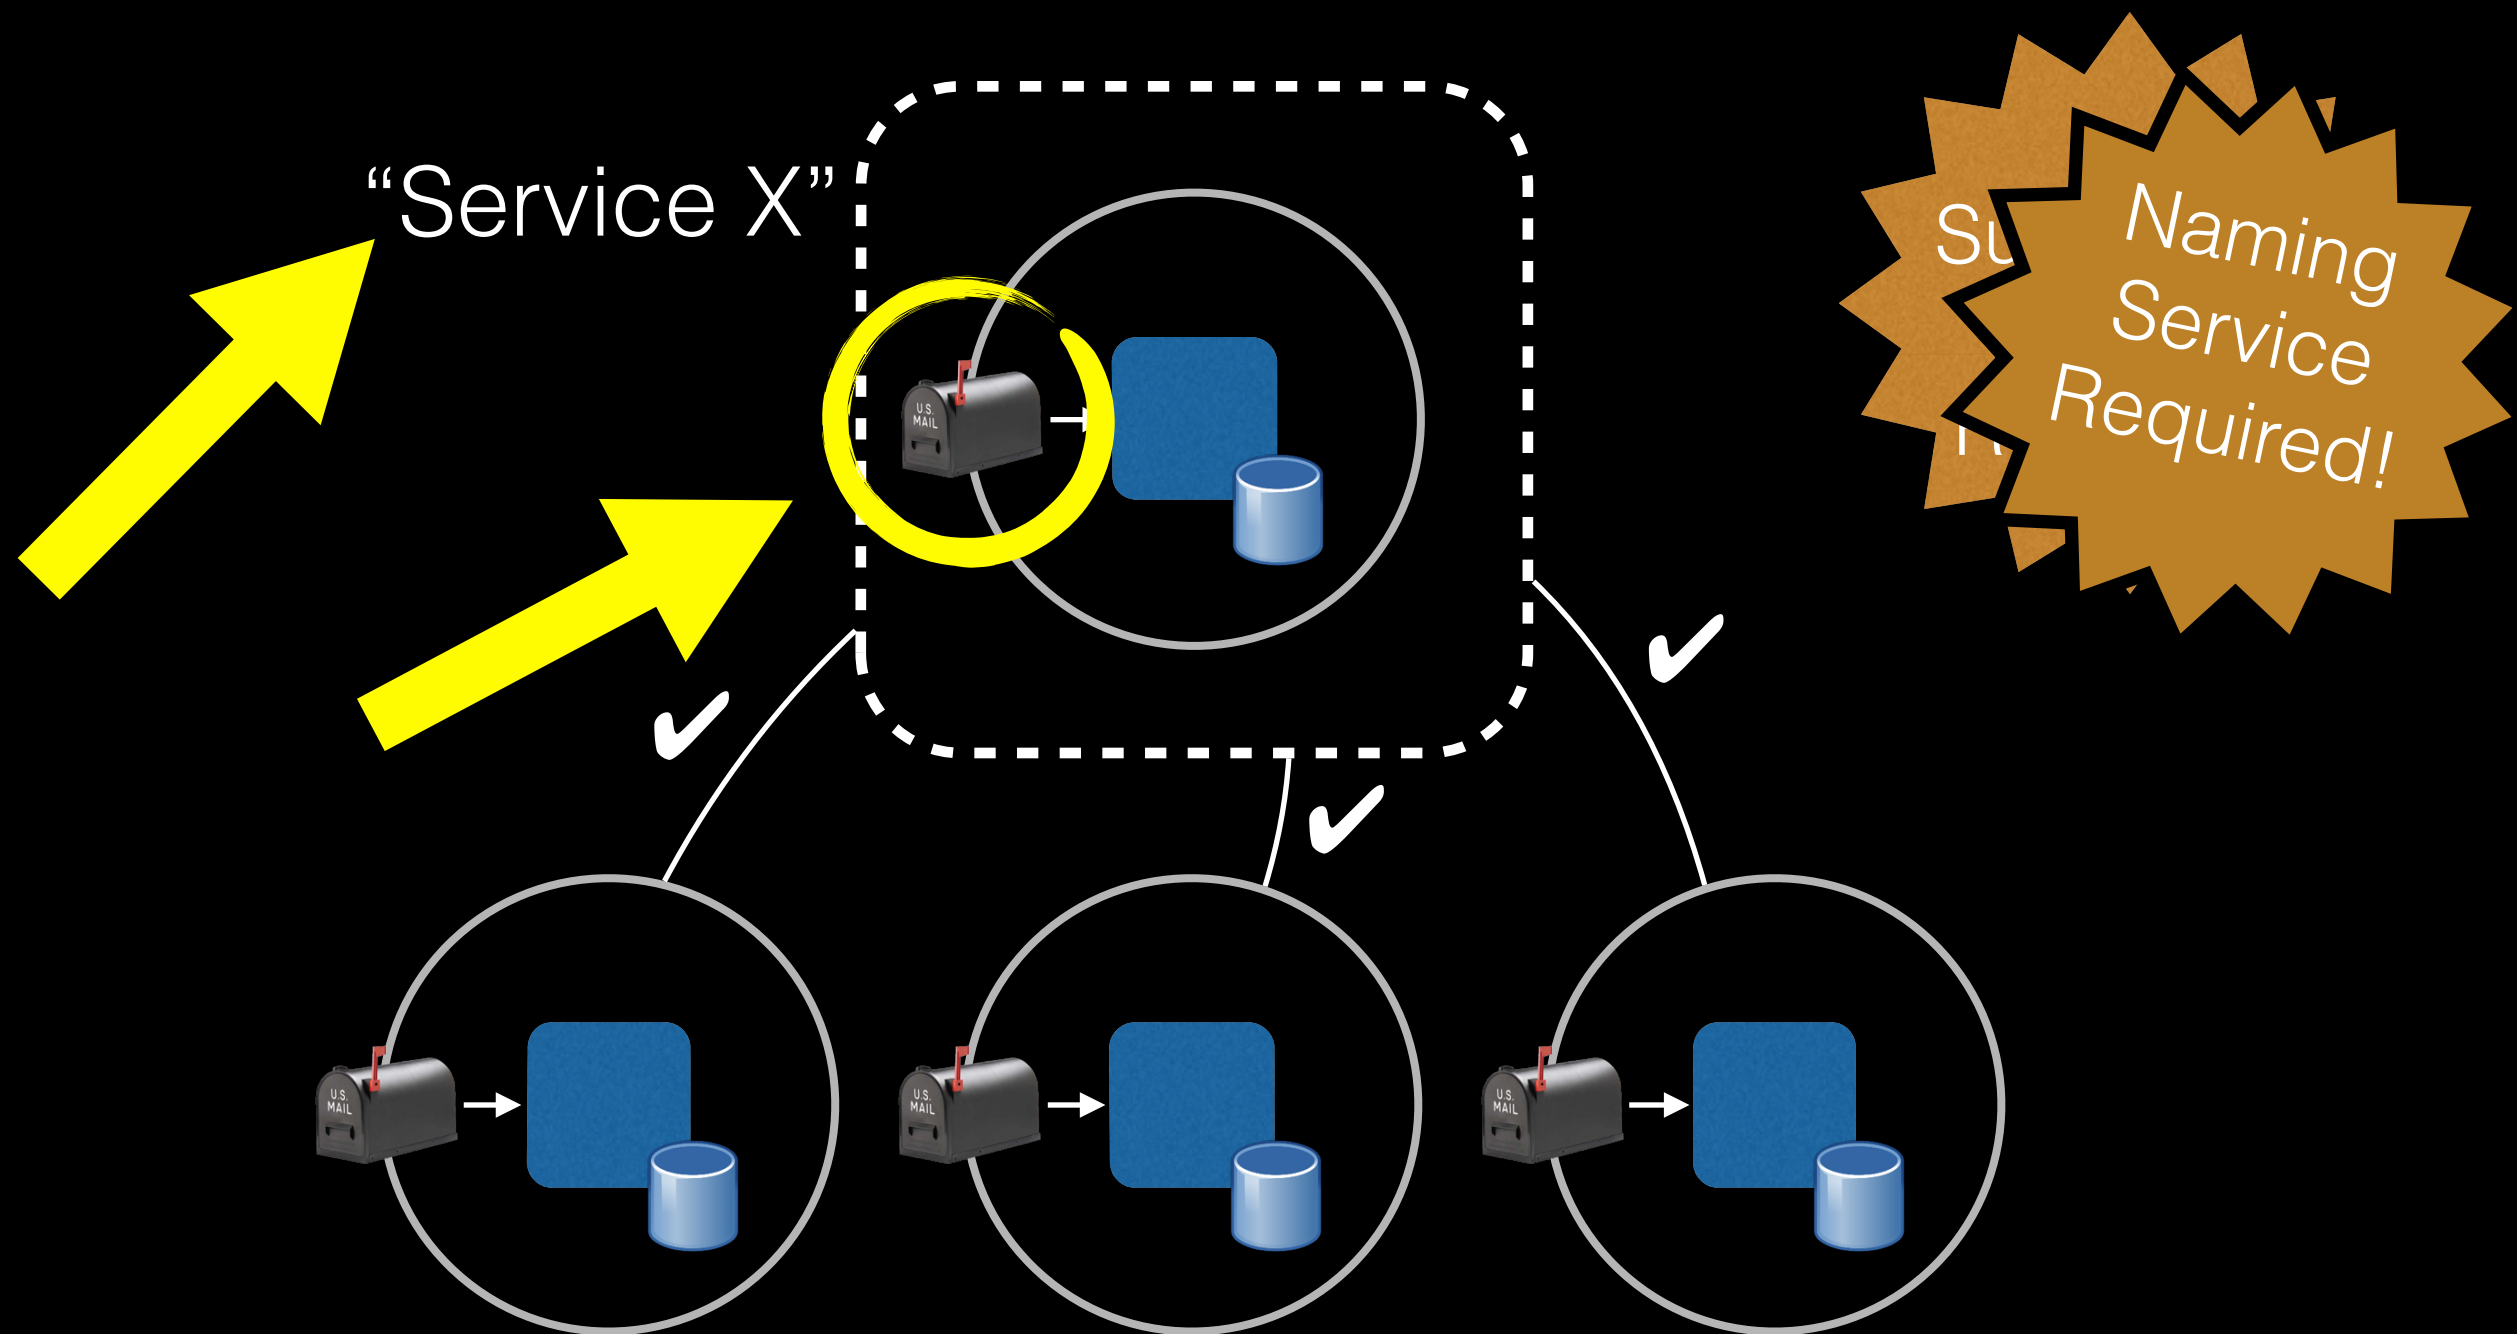 “Service X”
Naming
Service
Required!
U.S.
MAIL
U.S.
MAIL
U.S.
MAIL
U.S.
MAIL